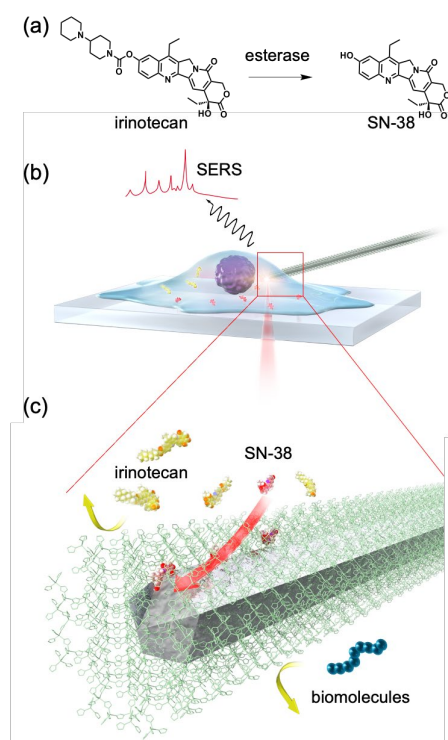 (a)
esterase
irinotecan
SN-38
(b)
SERS
(c)
irinotecan
SN-38
biomolecules